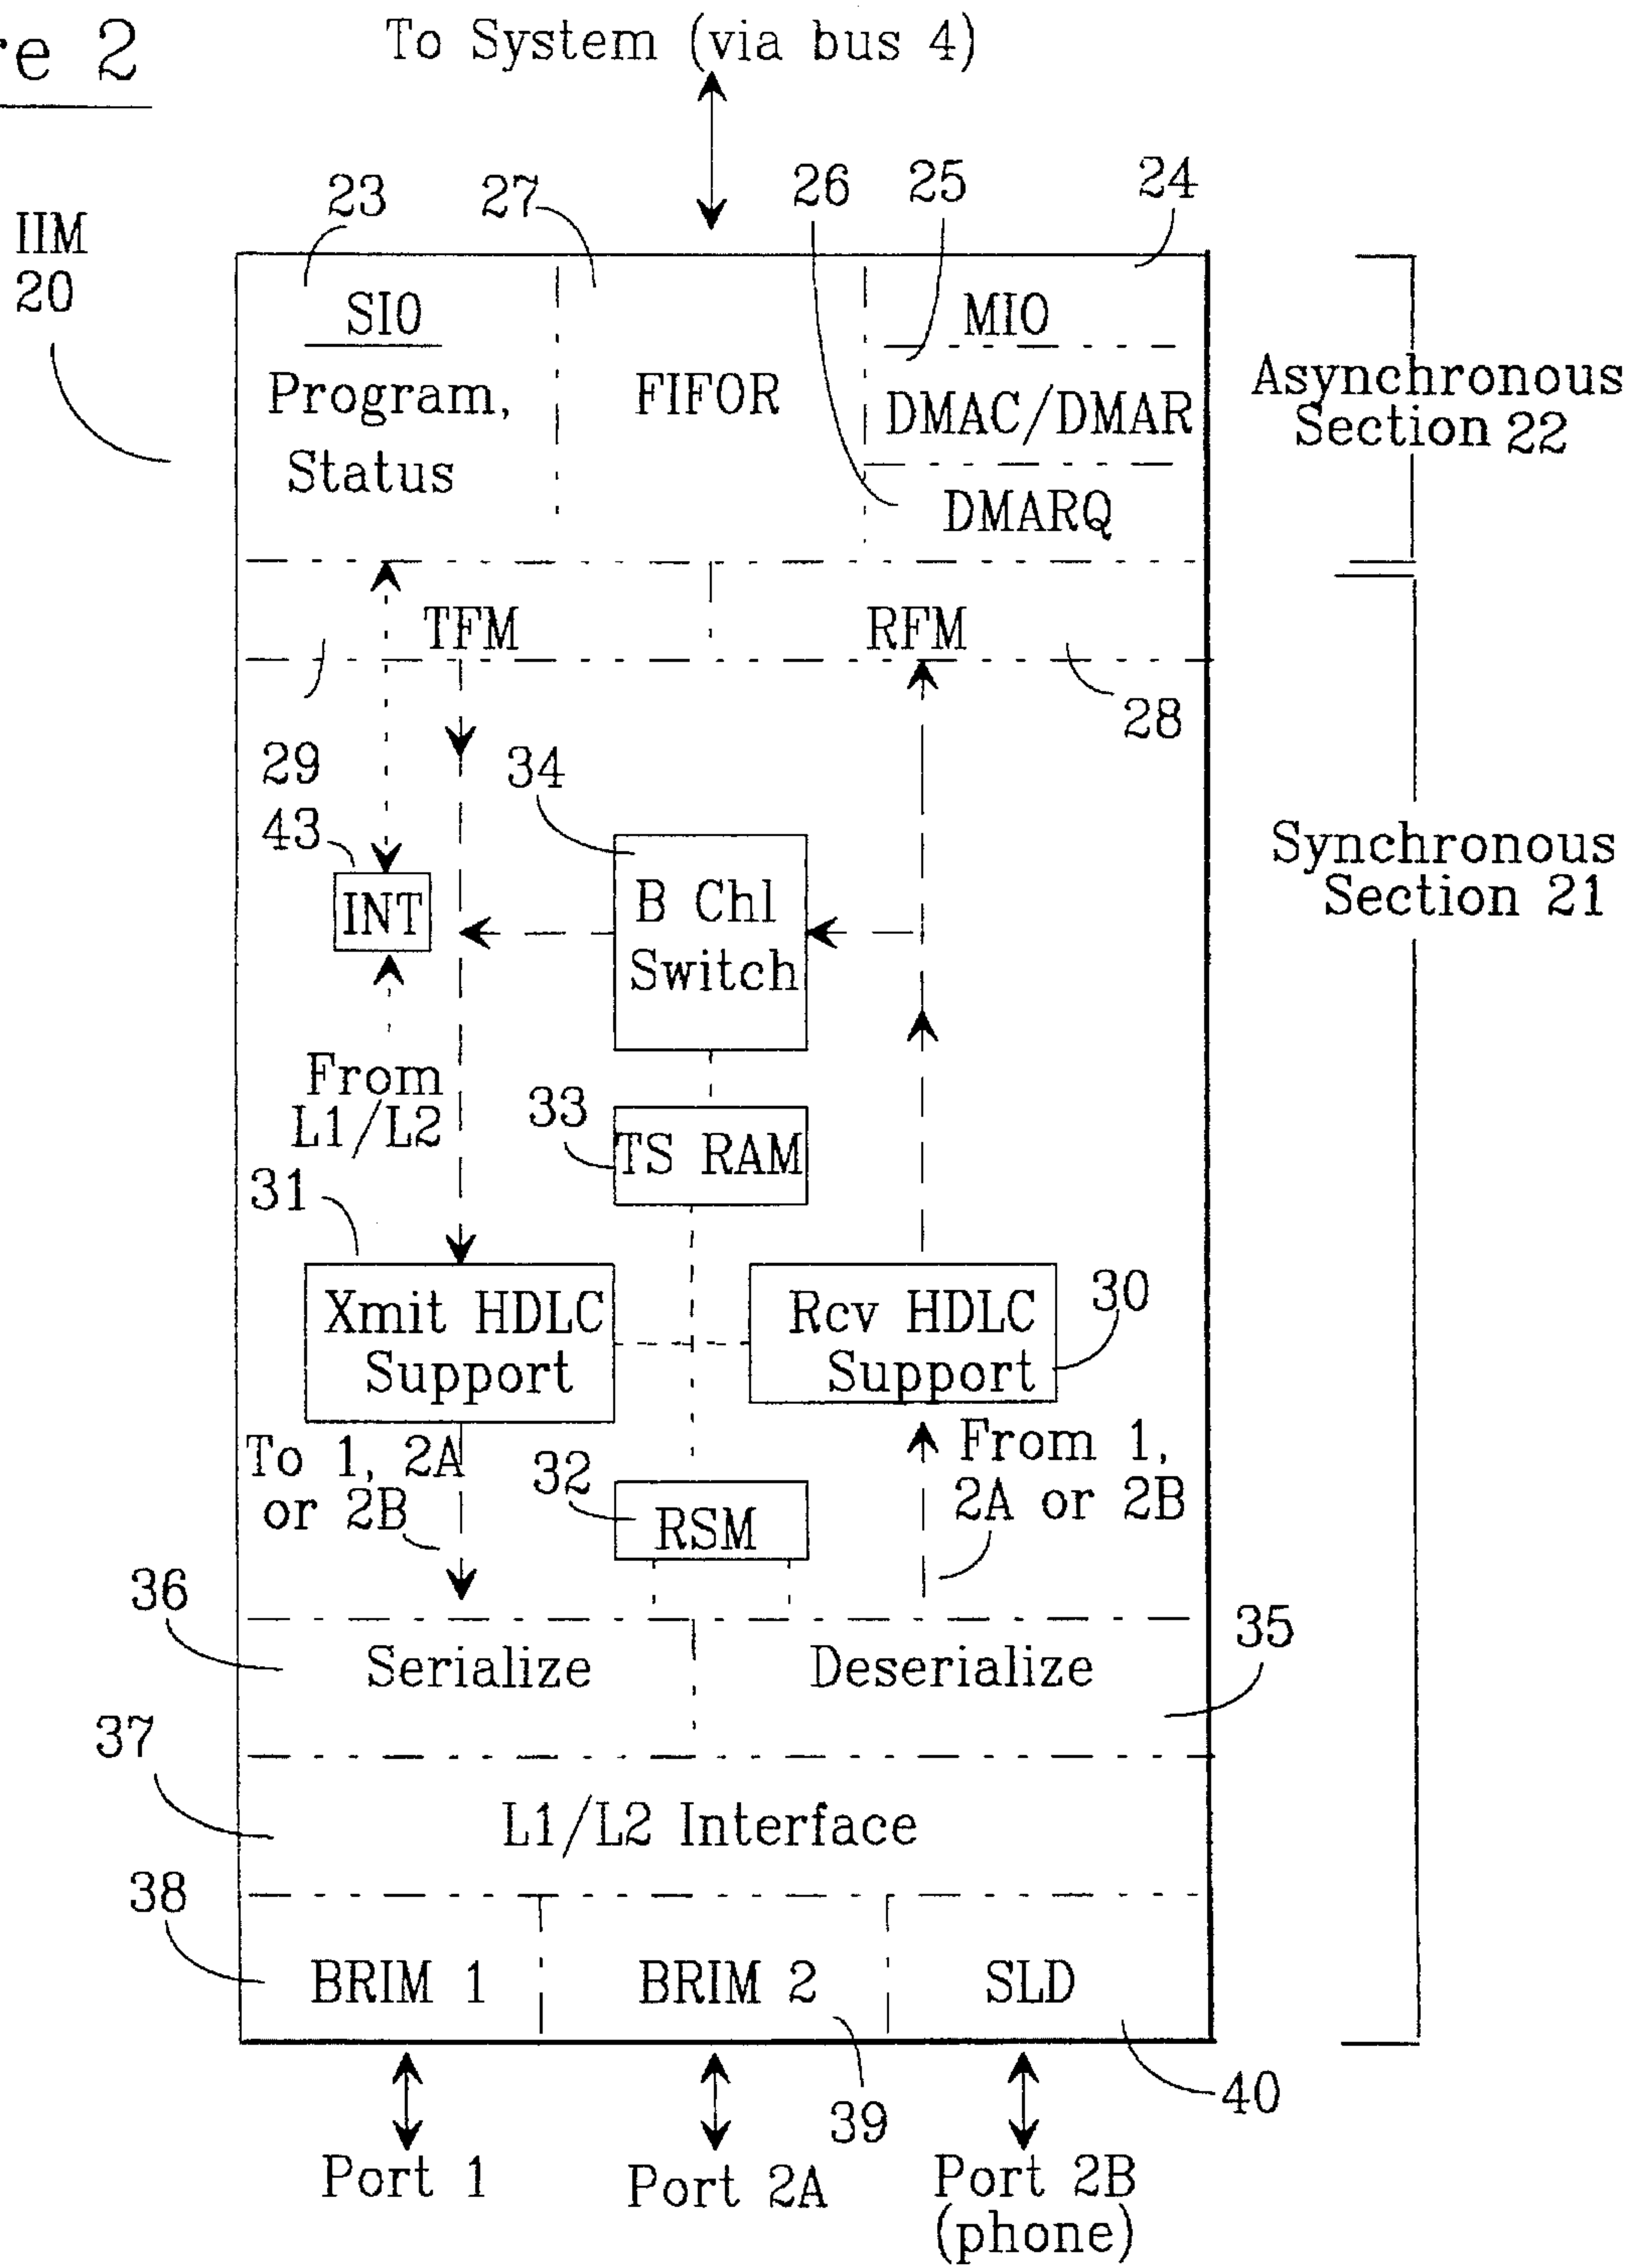 re 2
To System (via bus 4)
IIM
20
23
27
26
25
24
SIO
Program,
Status
FIFOR
MIO
DMAC/DMAR
DMARQ
Asynchronous
Section 22
TFM
RFM
29
28
43
INT
34
B Chl
Switch
Synchronous
Section 21
From
L1/L2
33
TS RAM
31
Xmit HDLC
Support
Rcv HDLC
Support
30
To 1, 2A
or 2B
32
RSM
From 1,
2A or 2B
36
Serialize
Deserialize
35
37
L1/L2 Interface
38
BRIM 1
BRIM 2
SLD
39
40
Port 1
Port 2A
Port 2B
(phone)